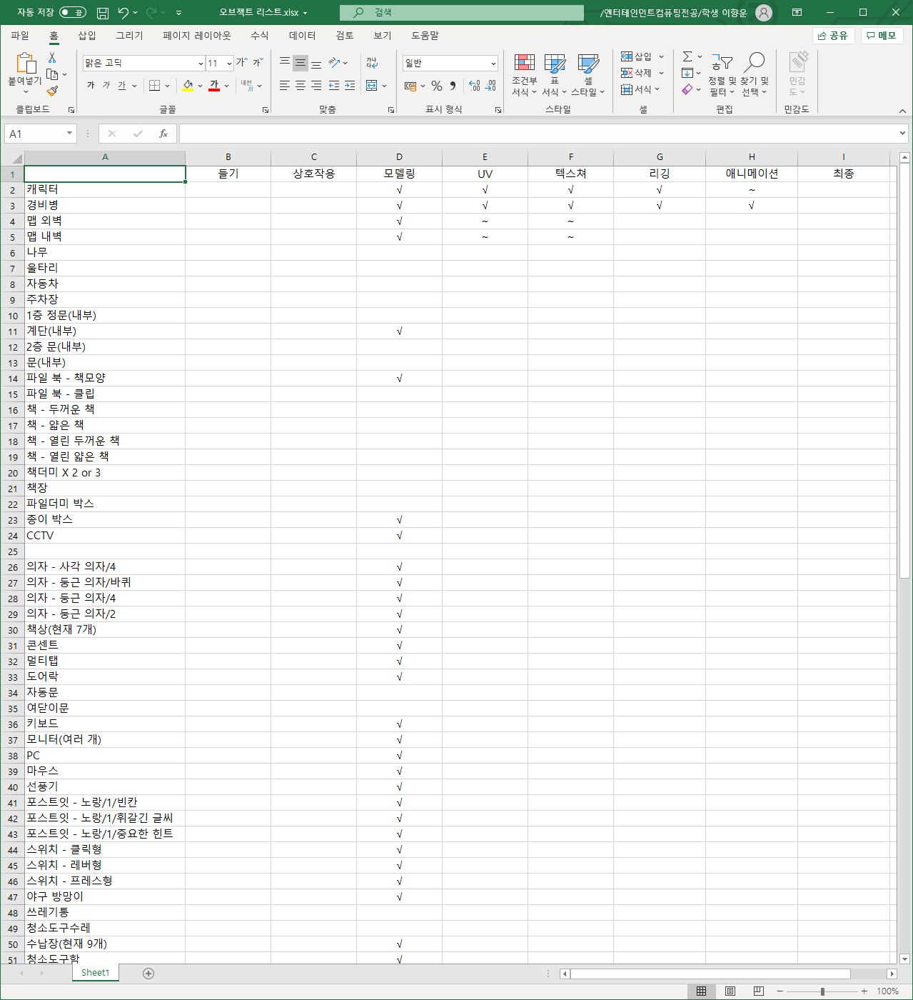 자동 저장 끔 오브젝트 리스트.xlsx 검색 /엔터테인먼트컴퓨팅전공/학생 이향운
파일 홈 삽입 그리기 페이지 레이아웃 수식 데이터 검토 보기 도움말 공유 메모
붙여넣기 맑은 고딕 11 가 가 가나다 일반 조건부 서식 표 서식 셀 스타일 삽입 삭제 서식 정렬 및 필터 찾기 및 선택 민감도
가 가 가 가 내천 %
클립보드 글꼴 맞춤 표시 형식 스타일 셀 편집 민감도
A1 fx
A B C D E F G H I
1 들기 상호작용 모델링 UV 텍스쳐 리깅 애니메이션 최종
2 캐릭터 √ √ √ √ ~
3 경비병 √ √ √ √ √
4 맵 외벽 √ ~ ~
5 맵 내벽 √ ~ ~
6 나무
7 울타리
8 자동차
9 주차장
10 1층 정문(내부)
11 계단(내부) √
12 2층 문(내부)
13 문(내부)
14 파일 북 - 책모양 √
15 파일 북 - 클립
16 책 - 두꺼운 책
17 책 - 얇은 책
18 책 - 열린 두꺼운 책
19 책 - 열린 얇은 책
20 책더미 X 2 or 3
21 책장
22 파일더미 박스
23 종이 박스 √
24 CCTV √
25
26 의자 - 사각 의자/4 √
27 의자 - 둥근 의자/바퀴 √
28 의자 - 둥근 의자/4 √
29 의자 - 둥근 의자/2 √
30 책상(현재 7개) √
31 콘센트 √
32 멀티탭 √
33 도어락 √
34 자동문
35 여닫이문
36 키보드 √
37 모니터(여러 개) √
38 PC √
39 마우스 √
40 선풍기 √
41 포스트잇 - 노랑/1/빈칸 √
42 포스트잇 - 노랑/1/휘갈긴 글씨 √
43 포스트잇 - 노랑/1/중요한 힌트 √
44 스위치 - 클릭형 √
45 스위치 - 레버형 √
46 스위치 - 프레스형 √
47 야구 방망이 √
48 쓰레기통
49 청소도구수레
50 수납장(현재 9개) √
51 청소도구함 √
Sheet1
100%